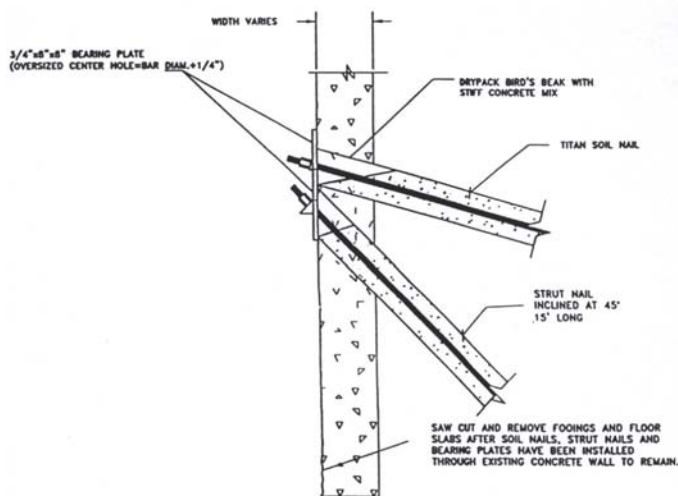 WIDTH VARIES
3/4"x8"x8" BEARING PLATE
(OVERSIZED CENTER HOLE=BAR DIAM.+1/4")
DRYPACK BIRD'S BEAK WITH
STIFF CONCRETE MIX
TITAN SOIL NAIL
STRUT NAIL
INCLINED AT 45°
15' LONG
SAW CUT AND REMOVE FOOINGS AND FLOOR
SLABS AFTER SOIL NAILS, STRUT NAILS AND
BEARING PLATES HAVE BEEN INSTALLED
THROUGH EXISTING CONCRETE WALL TO REMAIN.